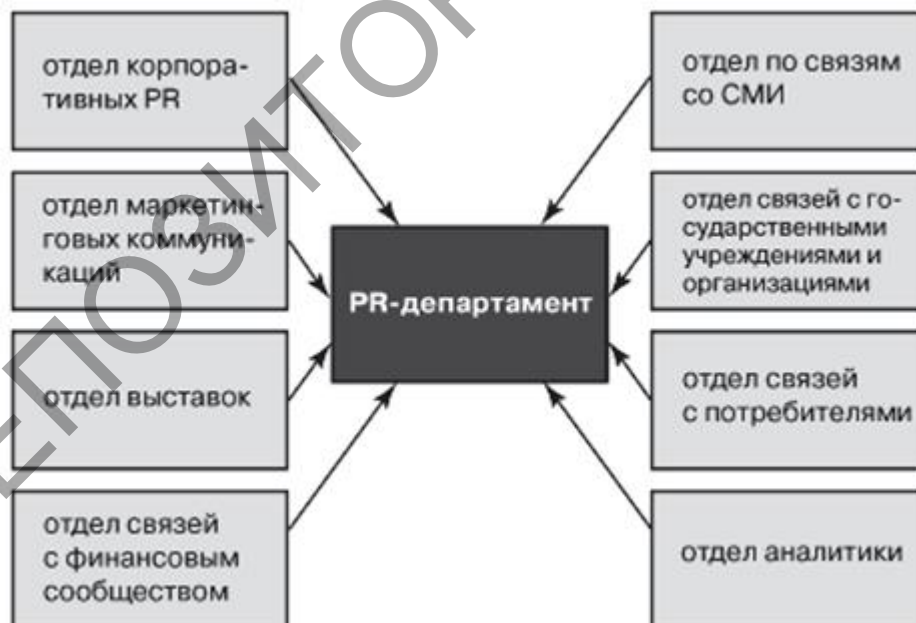 отдел корпора-
тивных PR
отдел маркетин-
говых коммуни-
каций
отдел выставок
отдел связей
с финансовым
сообществом
PR-департамент
отдел по связям
со СМИ
отдел связей с го-
сударственными
учреждениями и
организациями
отдел связей
с потребителями
отдел аналитики
ЕПОЗИТОР